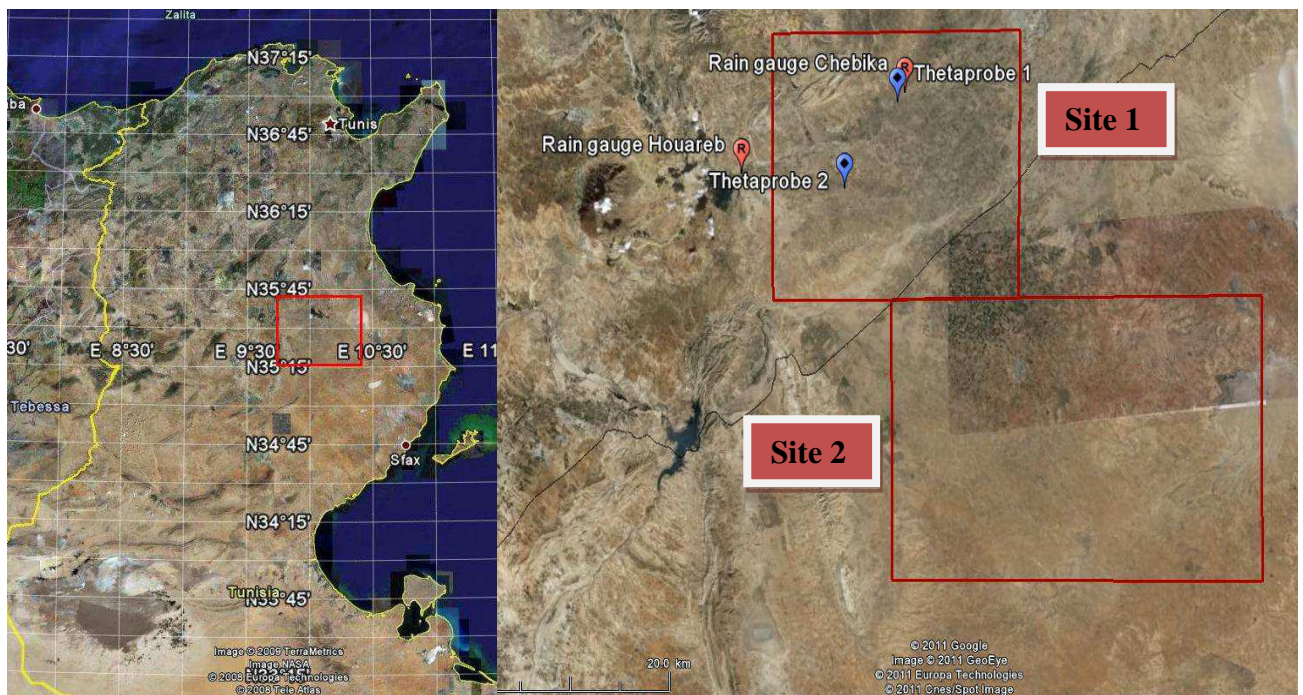 Zalita
N37°15'
ba
Tunis
N36°45'
N36°15'
N35°45'
30'
E 8°30'
E 9°30'
E 10°30'
E 11
N35°15'
Tebessa
N34°45'
Sfax
N34°15'
Tunisia
N33°45'
Image © 2009 TerraMetrics
Image NASA
© 2008 Europa Technologies
© 2008 Tele Atlas
Rain gauge Chebika
Thetaprobe 1
Site 1
Rain gauge Houareb
Thetaprobe 2
Site 2
20.0 km
© 2011 Google
Image © 2011 GeoEye
© 2011 Europa Technologies
© 2011 Cnes/Spot Image